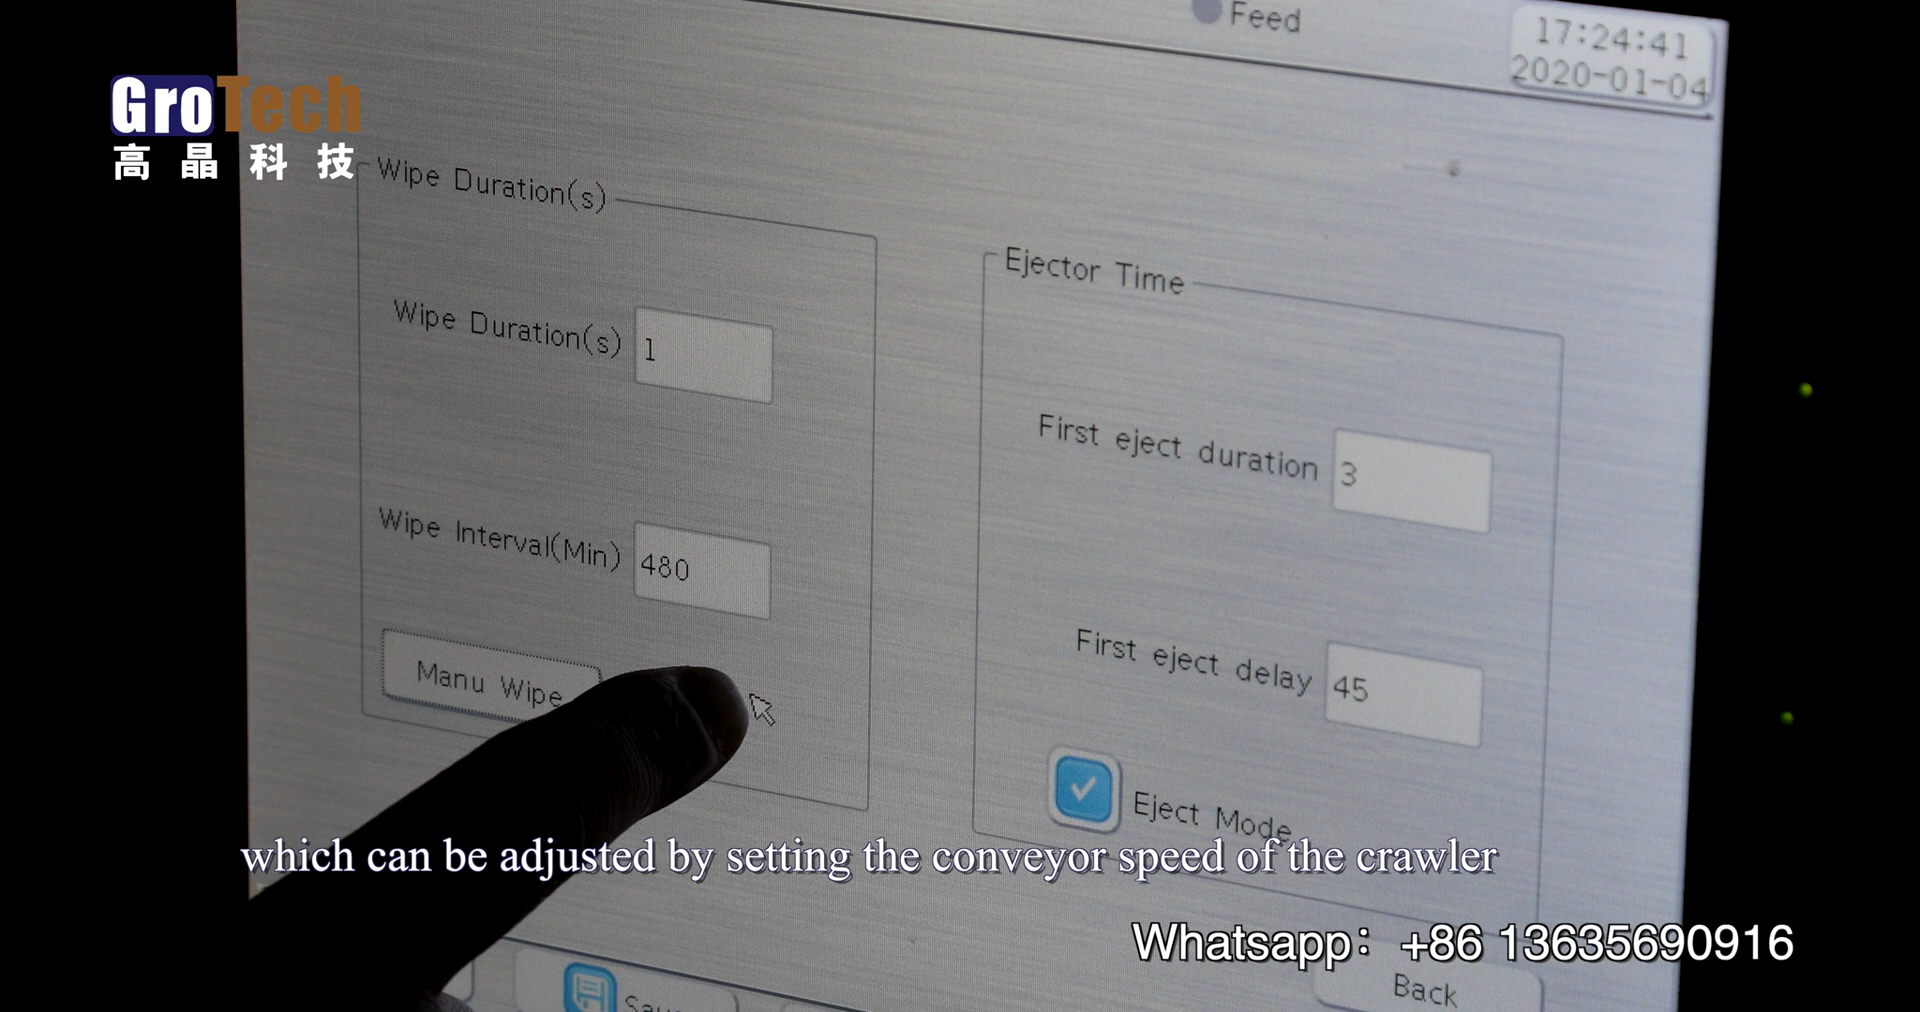 Feed
17:24:41
2020-01-04
GroTech
高晶科技
Wipe Duration(s)
Wipe Duration(s) 1
Wipe Interval(Min) 480
Manu Wipe
Ejector Time
First eject duration 3
First eject delay 45
Eject Mode
which can be adjusted by setting the conveyor speed of the crawler
Whatsapp：+86 13635690916
Back